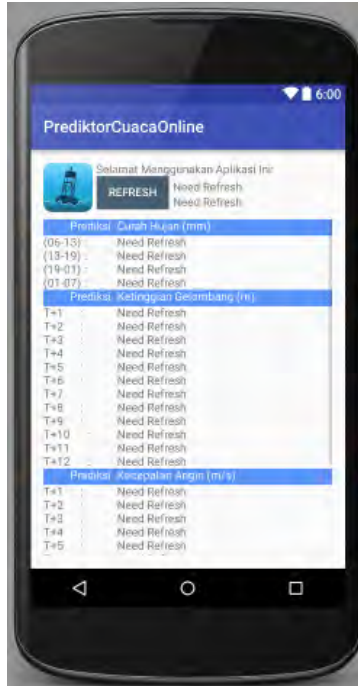 6:00
PrediktorCuacaOnline
Selamat Menggunakan Aplikasi Ini
REFRESH
Need Refresh
Need Refresh
Prediksi Curah Hujan (mm)
(06-13) : Need Refresh
(13-19) : Need Refresh
(19-01) : Need Refresh
(01-07) : Need Refresh
Prediksi Ketinggian Gelombang (m)
T+1 : Need Refresh
T+2 : Need Refresh
T+3 : Need Refresh
T+4 : Need Refresh
T+5 : Need Refresh
T+6 : Need Refresh
T+7 : Need Refresh
T+8 : Need Refresh
T+9 : Need Refresh
T+10 : Need Refresh
T+11 : Need Refresh
T+12 : Need Refresh
Prediksi Kecepatan Angin (m/s)
T+1 : Need Refresh
T+2 : Need Refresh
T+3 : Need Refresh
T+4 : Need Refresh
T+5 : Need Refresh